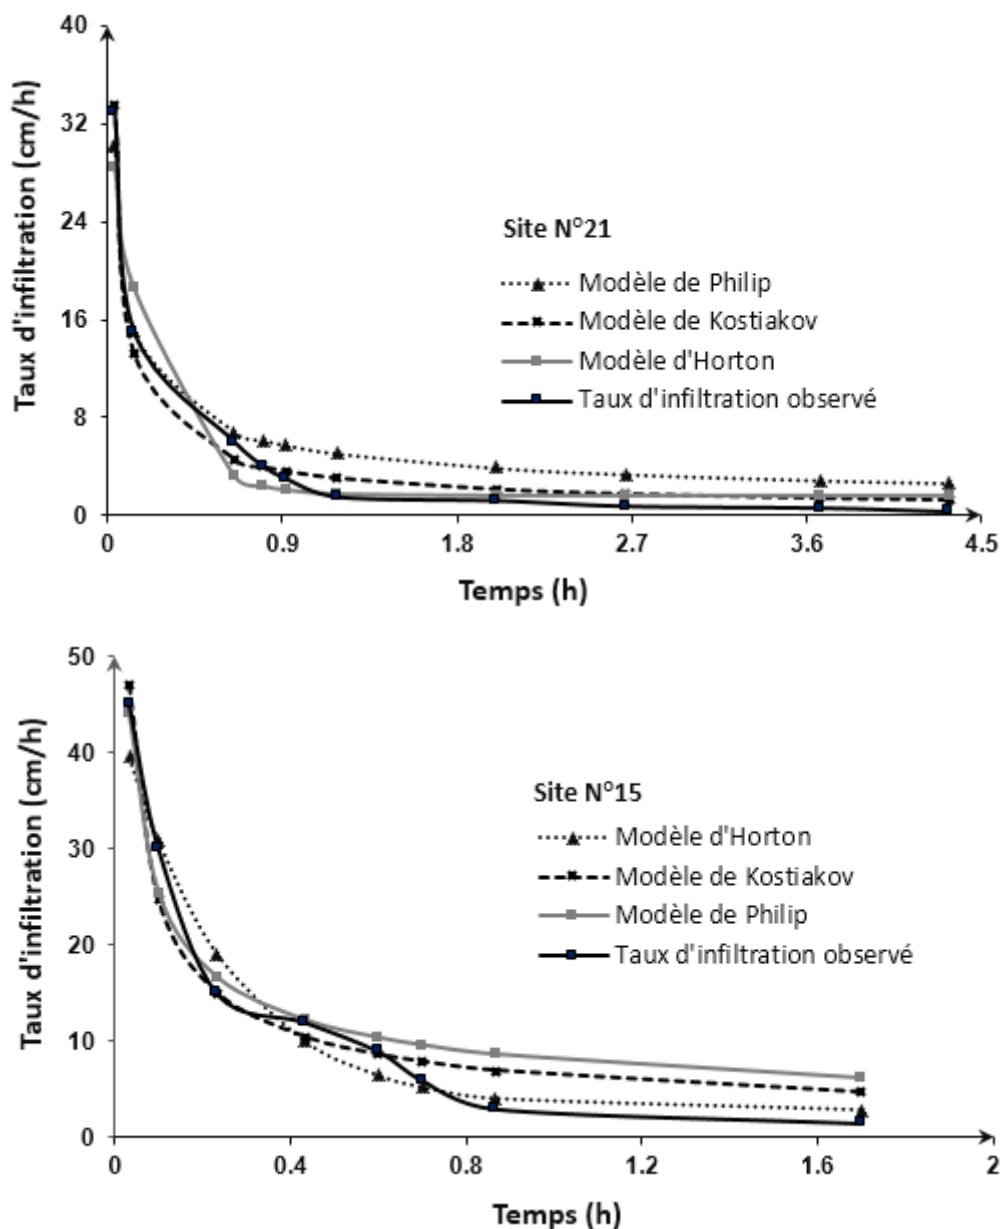 40
32
24
16
8
0
Taux d'infiltration (cm/h)
Site N°21
Modèle de Philip
Modèle de Kostiakov
Modèle d'Horton
Taux d'infiltration observé
0 0.9 1.8 2.7 3.6 4.5
Temps (h)
50
40
30
20
10
0
Taux d'infiltration (cm/h)
Site N°15
Modèle d'Horton
Modèle de Kostiakov
Modèle de Philip
Taux d'infiltration observé
0 0.4 0.8 1.2 1.6 2
Temps (h)